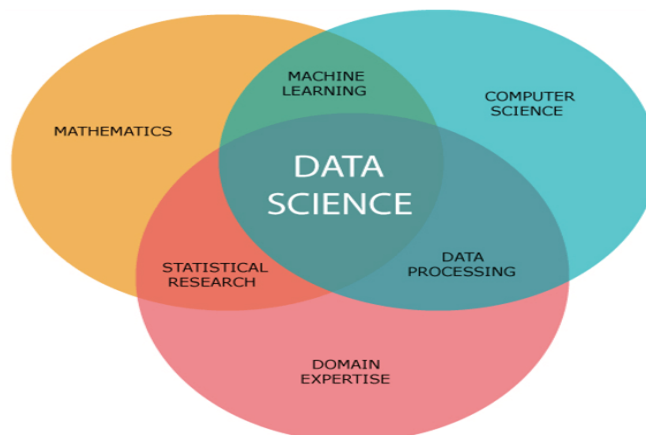 MACHINE
LEARNING
COMPUTER
SCIENCE
MATHEMATICS
DATA
SCIENCE
STATISTICAL
RESEARCH
DATA
PROCESSING
DOMAIN
EXPERTISE